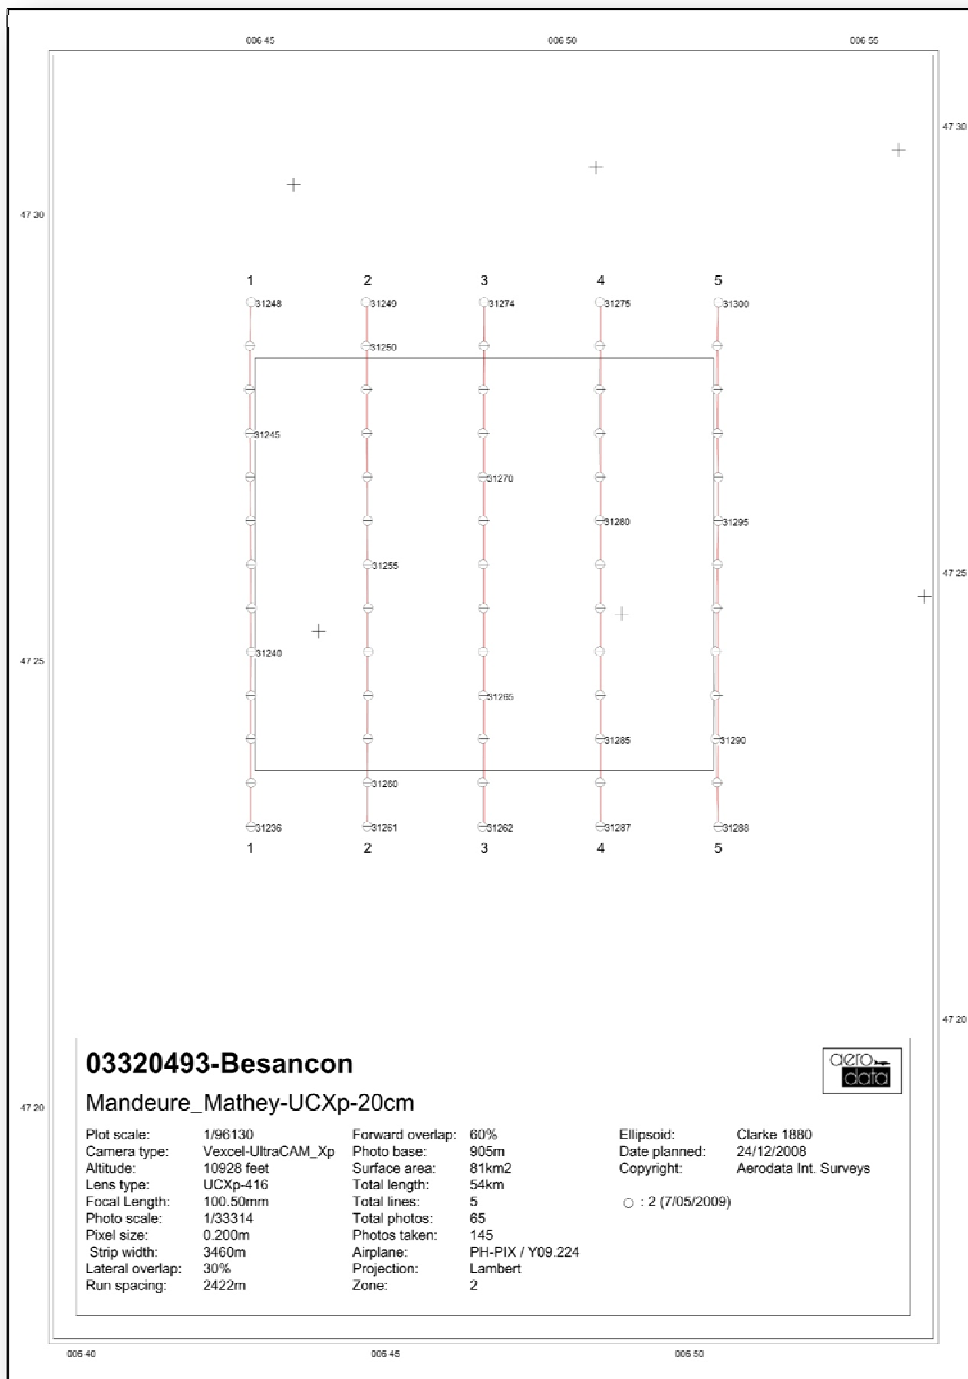 006 45 006 50 006 55
47 30
47 30
1 2 3 4 5
31248 31249 31274 31275 31300
31250
31245
31270
31280 31295
31255
47 25
31240
47 25
31265
31285 31290
31260
31236 31261 31262 31287 31288
1 2 3 4 5
47 20
03320493-Besancon
aero
data
Mandeure_Mathey-UCXp-20cm
47 20
Plot scale: 1/96130 Forward overlap: 60% Ellipsoid: Clarke 1880
Camera type: Vexcel-UltraCAM_Xp Photo base: 905m Date planned: 24/12/2008
Altitude: 10928 feet Surface area: 81km2 Copyright: Aerodata Int. Surveys
Lens type: UCXp-416 Total length: 54km
Focal Length: 100.50mm Total lines: 5 : 2 (7/05/2009)
Photo scale: 1/33314 Total photos: 65
Pixel size: 0.200m Photos taken: 145
Strip width: 3460m Airplane: PH-PIX / Y09.224
Lateral overlap: 30% Projection: Lambert
Run spacing: 2422m Zone: 2
006 40 006 45 006 50